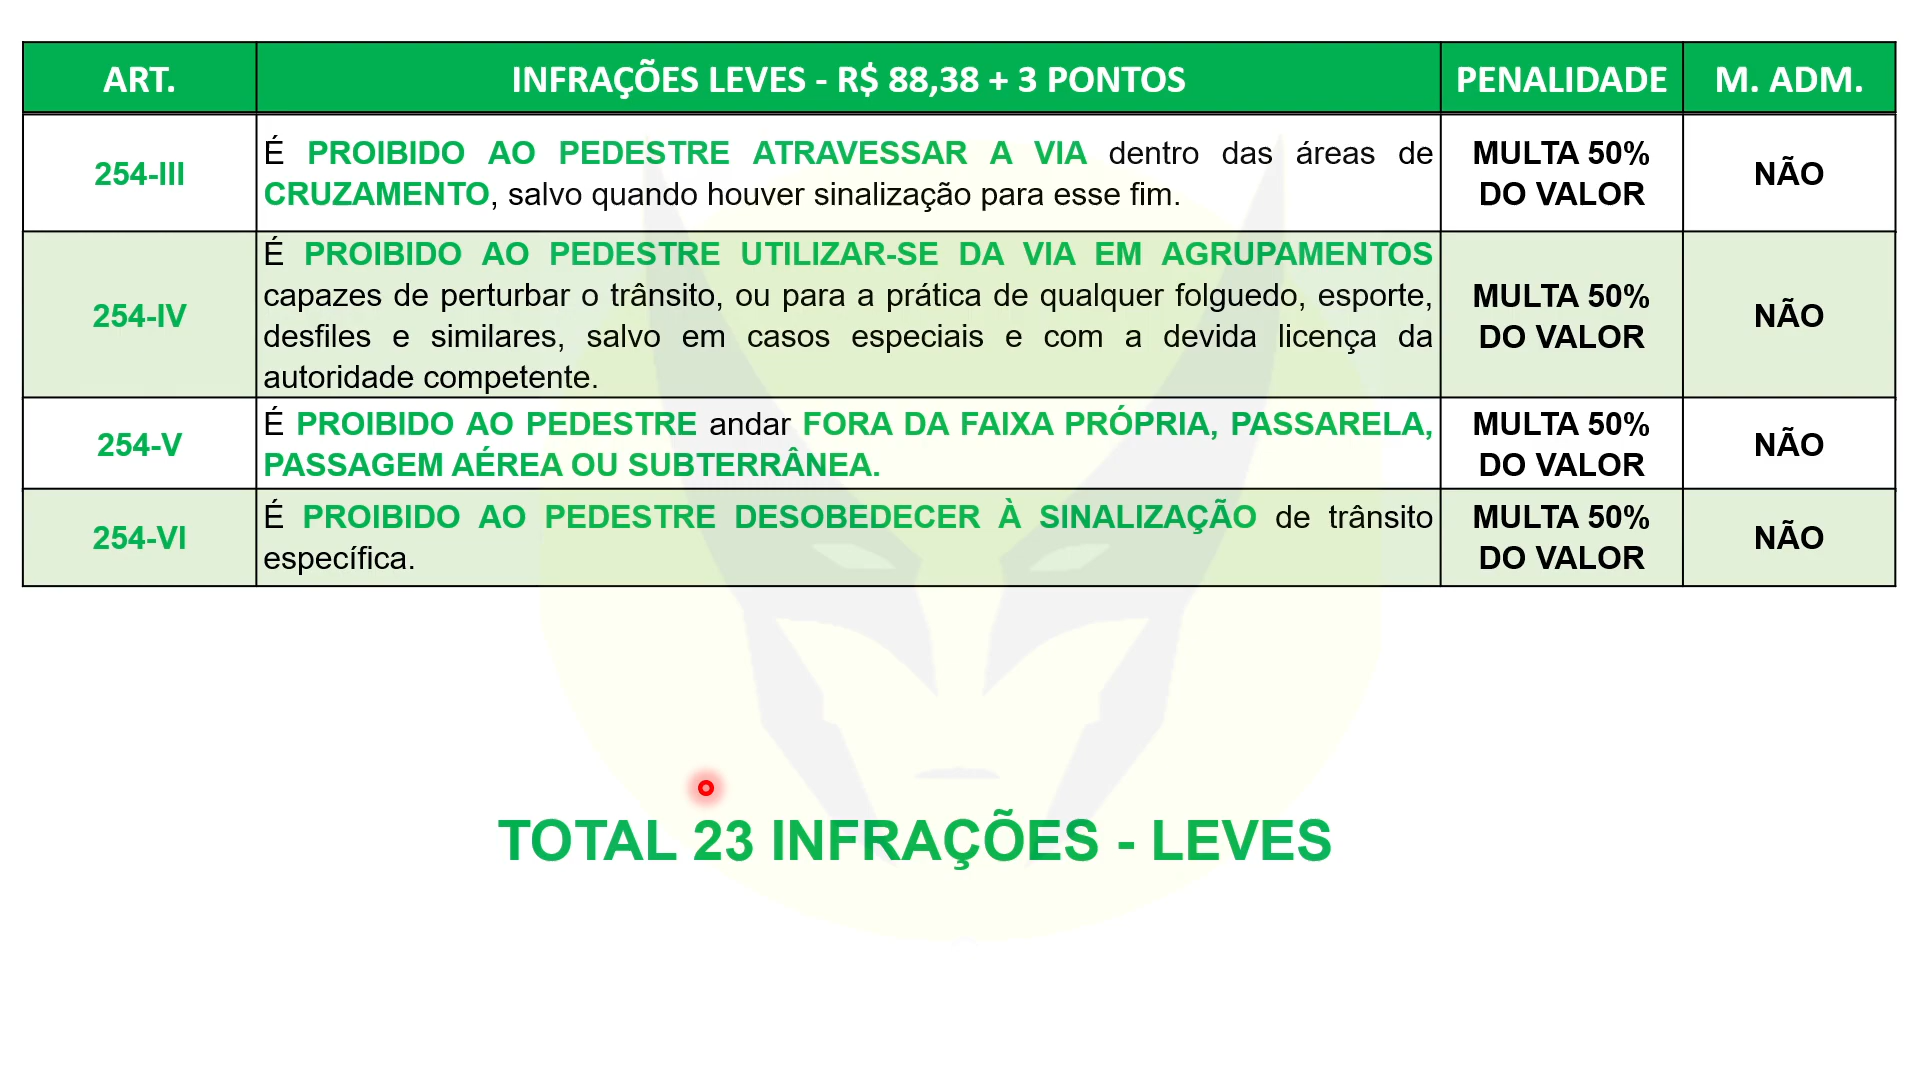 ART. INFRAÇÕES LEVES - R$ 88,38 + 3 PONTOS PENALIDADE M. ADM.
254-III
É PROIBIDO AO PEDESTRE ATRAVESSAR A VIA dentro das áreas de
CRUZAMENTO, salvo quando houver sinalização para esse fim.
MULTA 50%
DO VALOR
NÃO
254-IV
É PROIBIDO AO PEDESTRE UTILIZAR-SE DA VIA EM AGRUPAMENTOS
capazes de perturbar o trânsito, ou para a prática de qualquer folguedo, esporte,
desfiles e similares, salvo em casos especiais e com a devida licença da
autoridade competente.
MULTA 50%
DO VALOR
NÃO
254-V
É PROIBIDO AO PEDESTRE andar FORA DA FAIXA PRÓPRIA, PASSARELA,
PASSAGEM AÉREA OU SUBTERRÂNEA.
MULTA 50%
DO VALOR
NÃO
254-VI
É PROIBIDO AO PEDESTRE DESOBEDECER À SINALIZAÇÃO de trânsito
específica.
MULTA 50%
DO VALOR
NÃO
TOTAL 23 INFRAÇÕES - LEVES